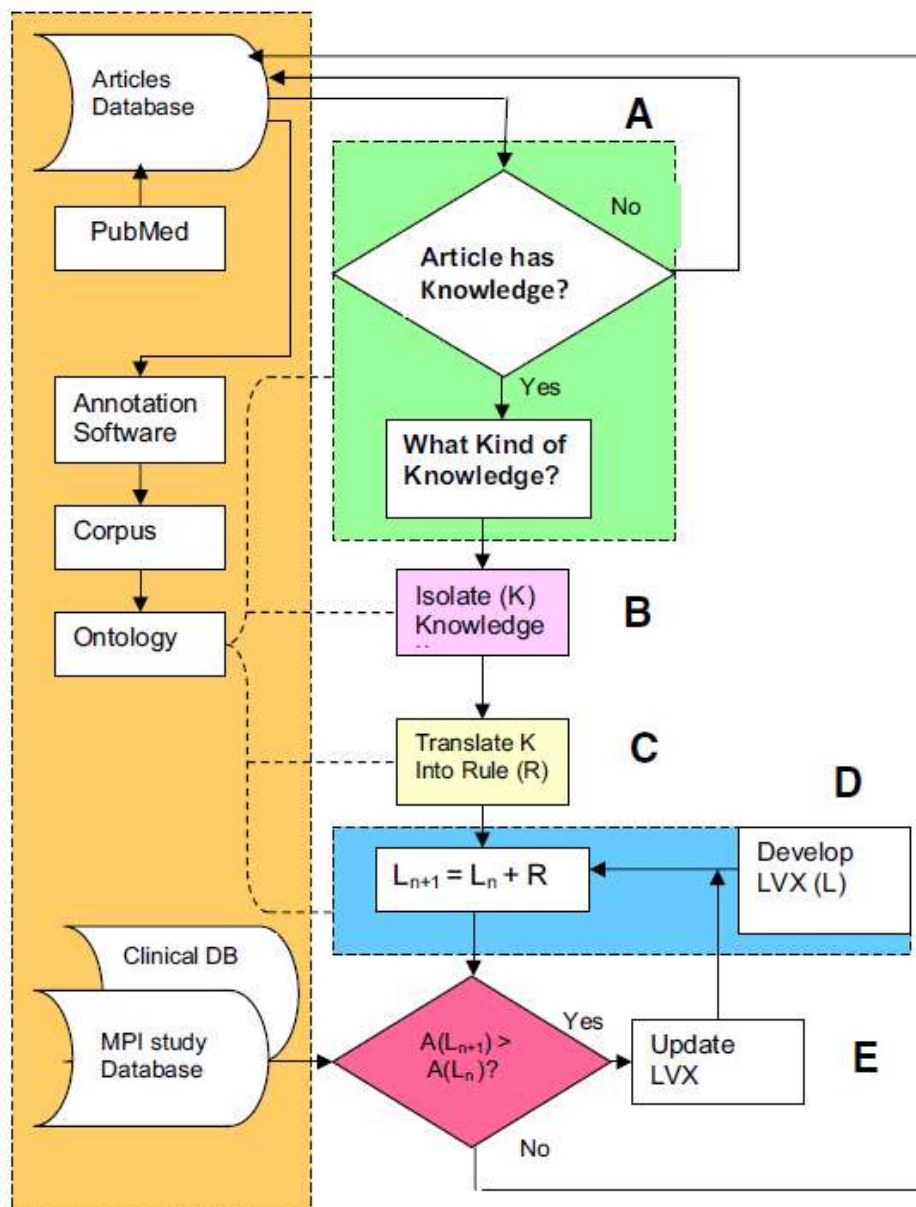 Articles
Database
A
No
PubMed
Article has
Knowledge?
Yes
Annotation
Software
What Kind of
Knowledge?
Corpus
Isolate (K)
Knowledge
B
Ontology
Translate K
Into Rule (R)
C
D
Develop
LVX (L)
Lₙ₊₁ = Lₙ + R
Clinical DB
MPI study
Database
A(Lₙ₊₁) >
A(Lₙ)?
Yes
Update
LVX
E
No